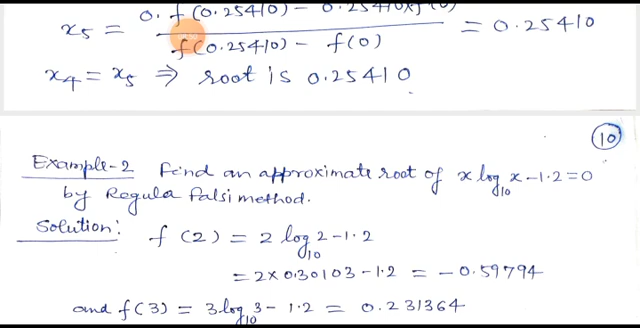 x₅ = (0.f(0.25410) – 0.25410×f(0)) / (f(0.25410) – f(0)) = 0.25410
x₄ = x₅ ⇒ root is 0.25410
10
Example-2 Find an approximate root of x log₁₀ x – 1.2 = 0
by Regula falsi method.
Solution: f(2) = 2 log₁₀ 2 – 1.2
= 2×0.30103 – 1.2 = – 0.59794
and f(3) = 3 log₁₀ 3 – 1.2 = 0.231364